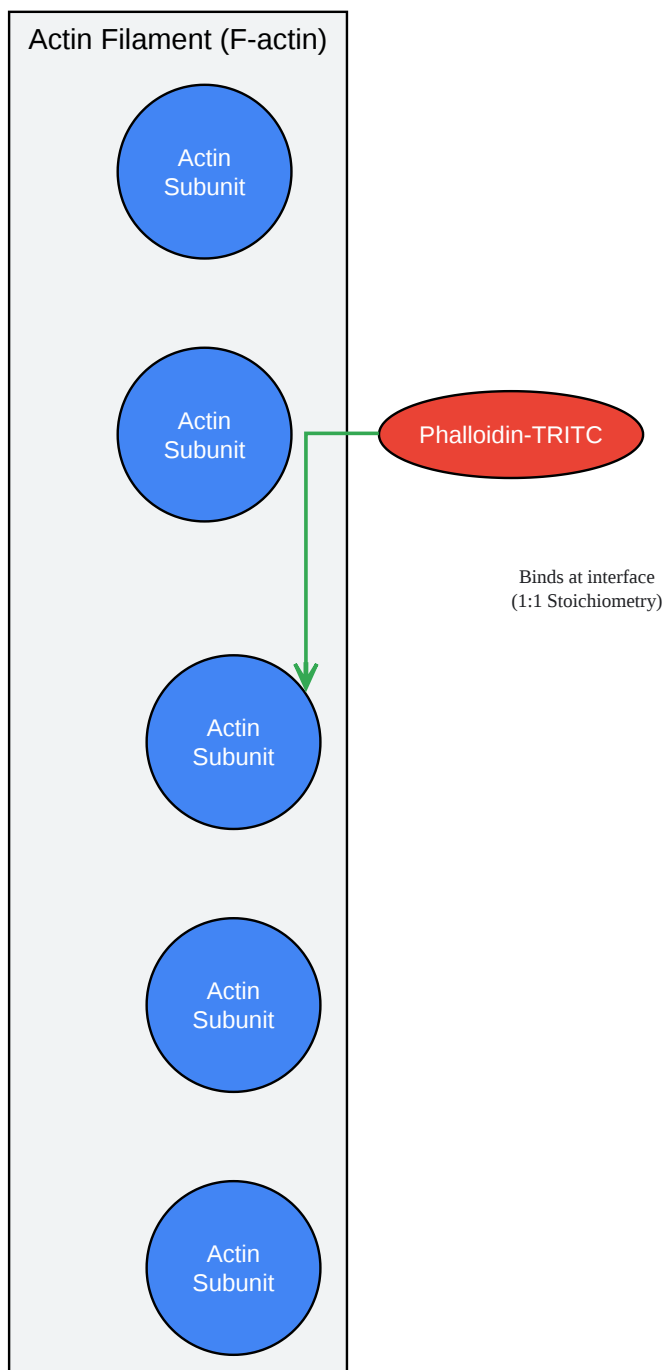 Actin Filament (F-actin)
Actin
Subunit
Actin
Subunit
Phalloidin-TRITC
Binds at interface
(1:1 Stoichiometry)
Actin
Subunit
Actin
Subunit
Actin
Subunit